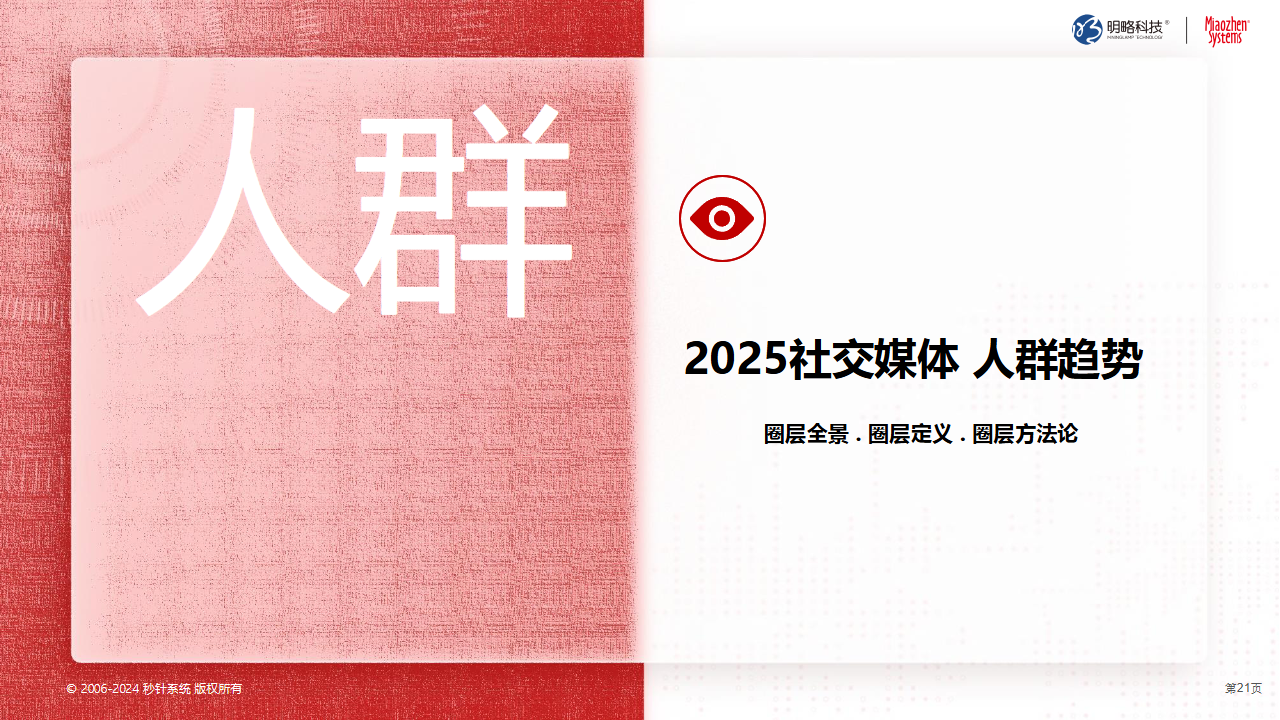 明略科技®
MININGLAMP TECHNOLOGY
Miaozhen®
Systems
人群
2025社交媒体 人群趋势
圈层全景 . 圈层定义 . 圈层方法论
© 2006-2024 秒针系统 版权所有
第21页